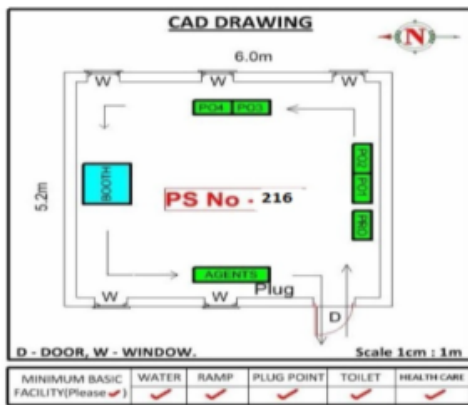 CAD DRAWING
N
6.0m
W W W
PO4 PO3
5.2m
BOOTH
PO2
PO1
PRO
PS No - 216
AGENTS
Plug
W W
D
D - DOOR, W - WINDOW.
Scale 1cm : 1m
MINIMUM BASIC FACILITY(Please ✓) WATER RAMP PLUG POINT TOILET HEALTH CARE
✓ ✓ ✓ ✓ ✓